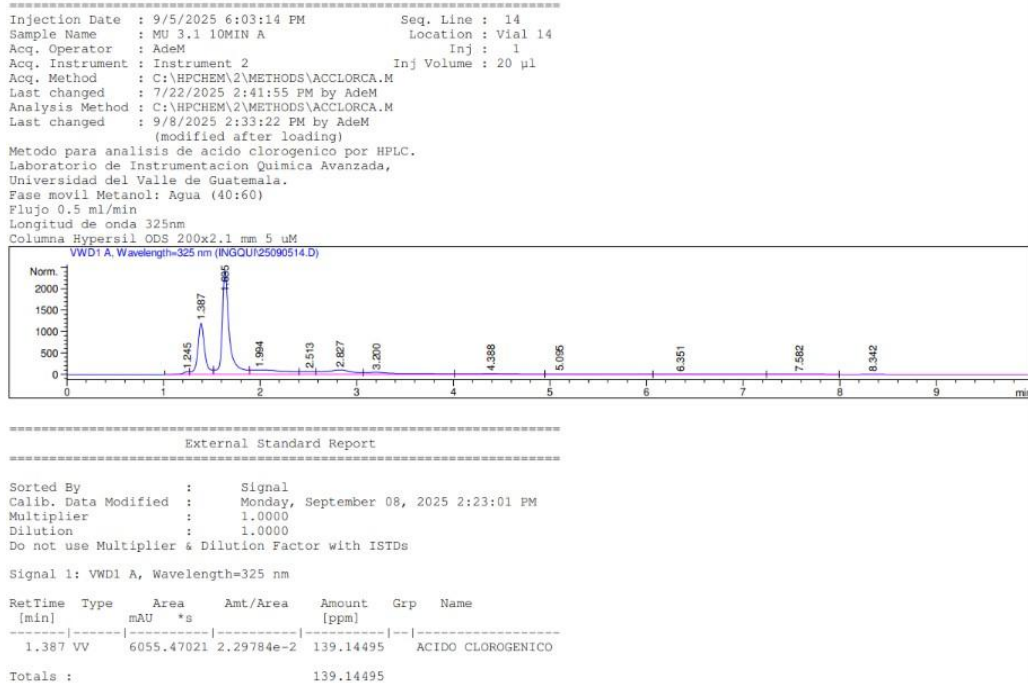 ==================================================================
Injection Date : 9/5/2025 6:03:14 PM Seq. Line : 14
Sample Name : MU 3.1 10MIN A Location : Vial 14
Acq. Operator : AdeM Inj : 1
Acq. Instrument : Instrument 2 Inj Volume : 20 µl
Acq. Method : C:\HPCHEM\2\METHODS\ACCLORCA.M
Last changed : 7/22/2025 2:41:55 PM by AdeM
Analysis Method : C:\HPCHEM\2\METHODS\ACCLORCA.M
Last changed : 9/8/2025 2:33:22 PM by AdeM
(modified after loading)
Metodo para analisis de acido clorogenico por HPLC.
Laboratorio de Instrumentacion Quimica Avanzada,
Universidad del Valle de Guatemala.
Fase movil Metanol: Agua (40:60)
Flujo 0.5 ml/min
Longitud de onda 325nm
Columna Hypersil ODS 200x2.1 mm 5 uM
VWD1 A, Wavelength=325 nm (INGQUI\25090514.D)
Norm.
2000
1500
1000
500
0
1.245
1.387
1.635
1.994
2.513
2.827
3.200
4.388
5.095
6.351
7.582
8.342
0 1 2 3 4 5 6 7 8 9 min
==================================================================
External Standard Report
==================================================================
Sorted By : Signal
Calib. Data Modified : Monday, September 08, 2025 2:23:01 PM
Multiplier : 1.0000
Dilution : 1.0000
Do not use Multiplier & Dilution Factor with ISTDs
Signal 1: VWD1 A, Wavelength=325 nm
RetTime Type Area Amt/Area Amount Grp Name
[min] mAU *s [ppm]
-------|------|----------|----------|----------|--|------------------
1.387 VV 6055.47021 2.29784e-2 139.14495 ACIDO CLOROGENICO
Totals : 139.14495